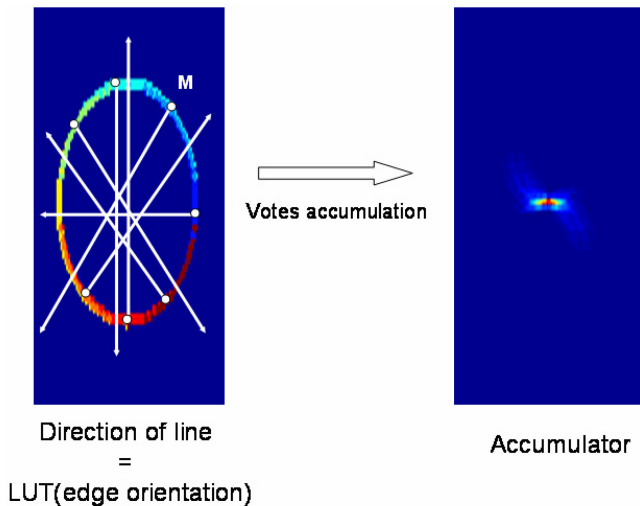 M
Votes accumulation
Direction of line
=
LUT(edge orientation)
Accumulator